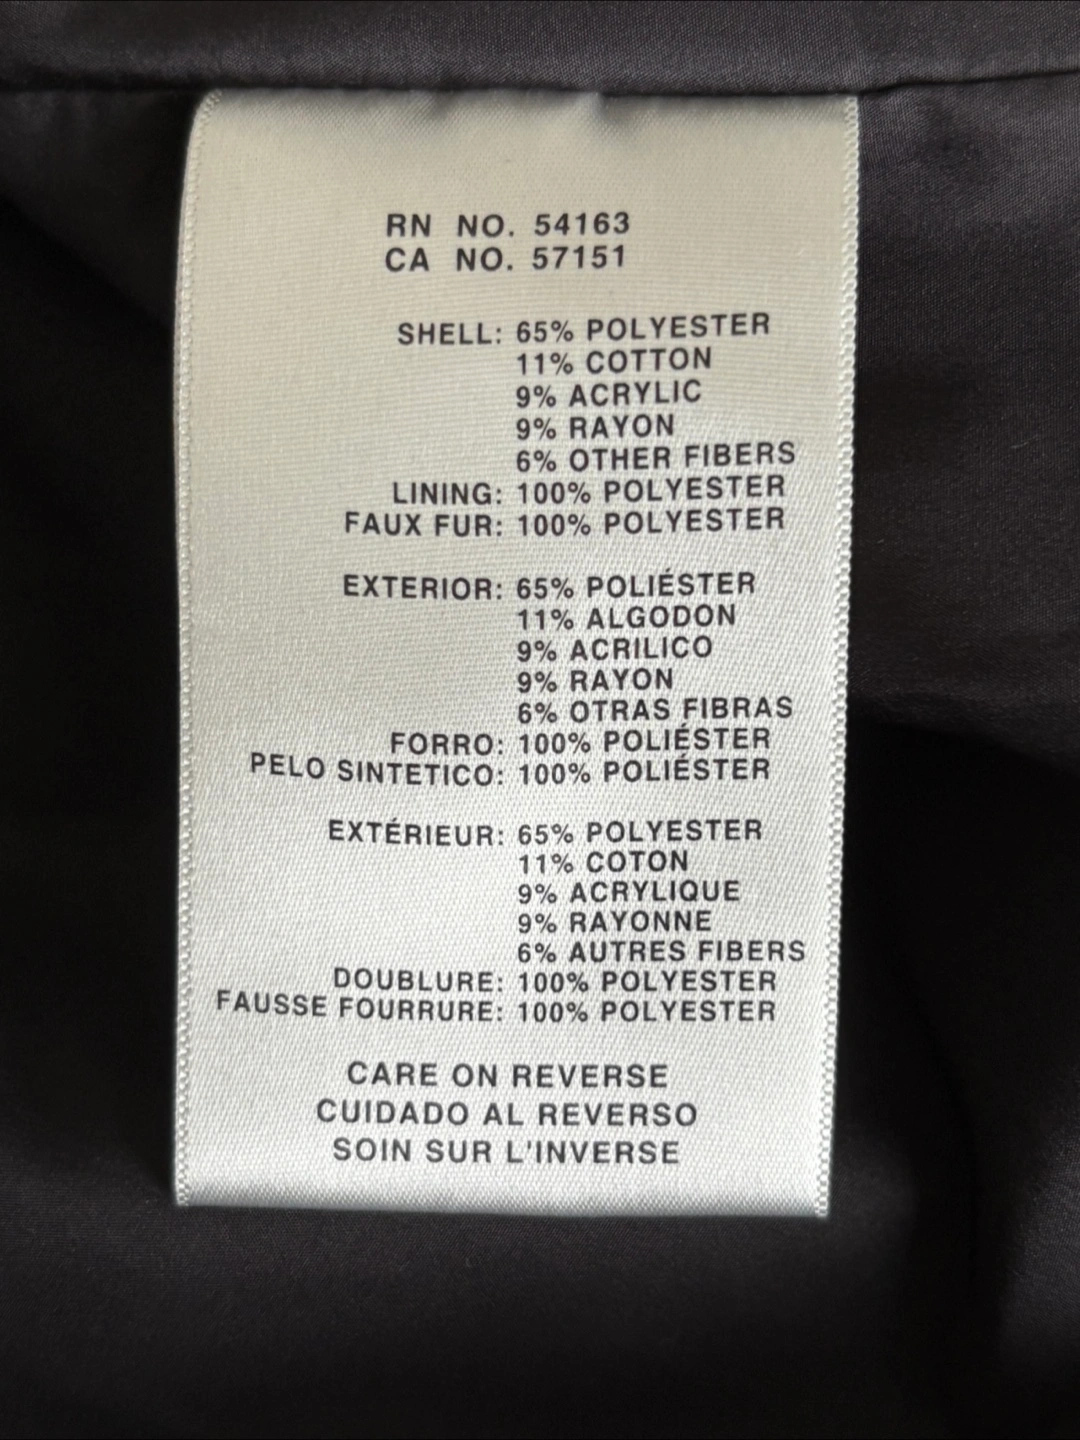 RN NO. 54163
CA NO. 57151
SHELL: 65% POLYESTER
11% COTTON
9% ACRYLIC
9% RAYON
6% OTHER FIBERS
LINING: 100% POLYESTER
FAUX FUR: 100% POLYESTER
EXTERIOR: 65% POLIÉSTER
11% ALGODON
9% ACRILICO
9% RAYON
6% OTRAS FIBRAS
FORRO: 100% POLIÉSTER
PELO SINTETICO: 100% POLIÉSTER
EXTÉRIEUR: 65% POLYESTER
11% COTON
9% ACRYLIQUE
9% RAYONNE
6% AUTRES FIBERS
DOUBLURE: 100% POLYESTER
FAUSSE FOURRURE: 100% POLYESTER
CARE ON REVERSE
CUIDADO AL REVERSO
SOIN SUR L'INVERSE